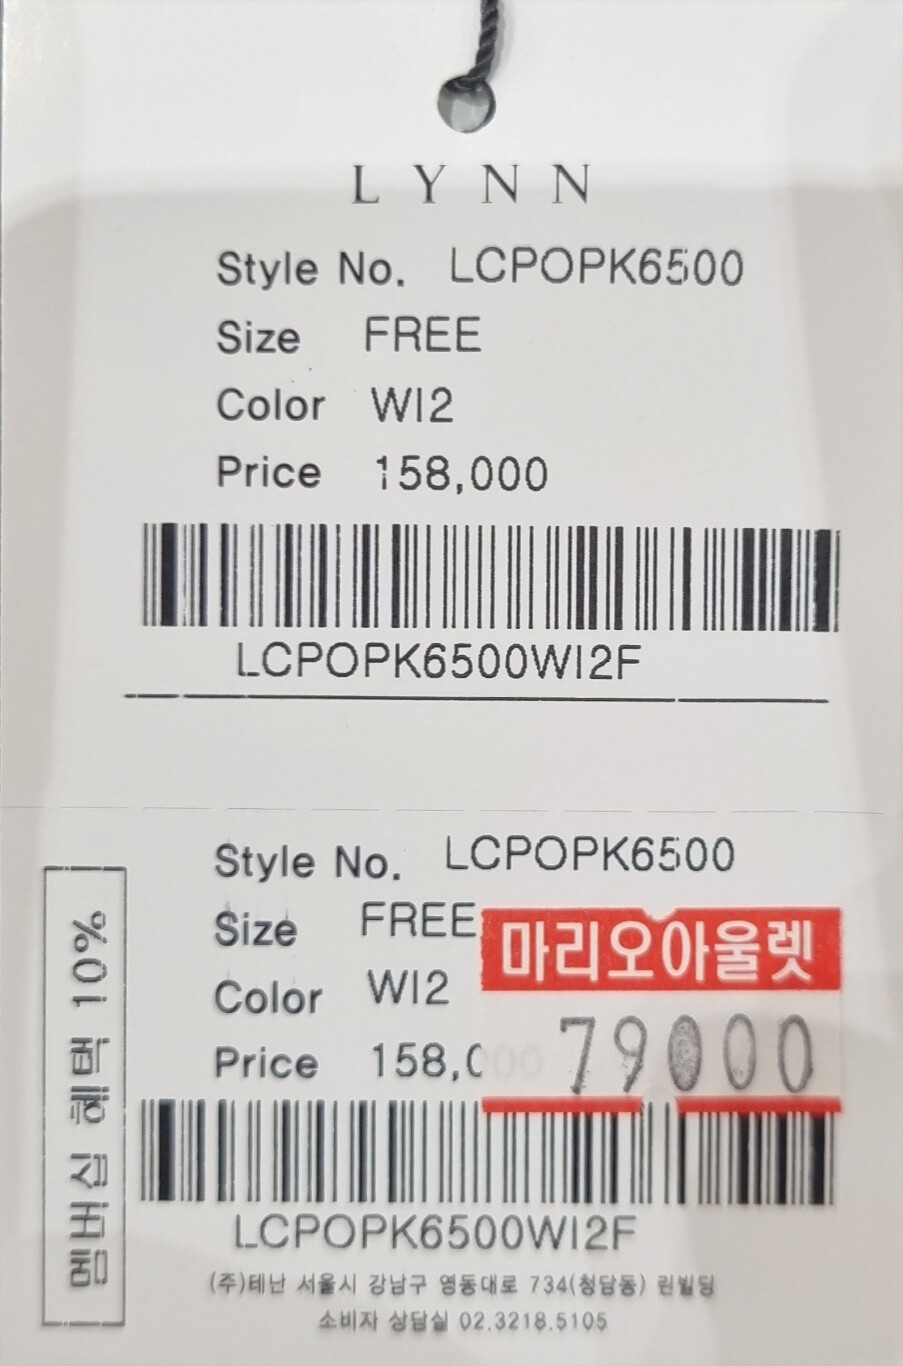 LYNN
Style No. LCPOPK6500
Size FREE
Color WI2
Price 158,000
LCPOPK6500WI2F
Style No. LCPOPK6500
Size FREE
Color WI2
Price 158,000
마리오아울렛
79000
LCPOPK6500WI2F
멤버십 혜택 10%
(주)테난 서울시 강남구 영동대로 734(청담동) 린빌딩
소비자 상담실 02.3218.5105